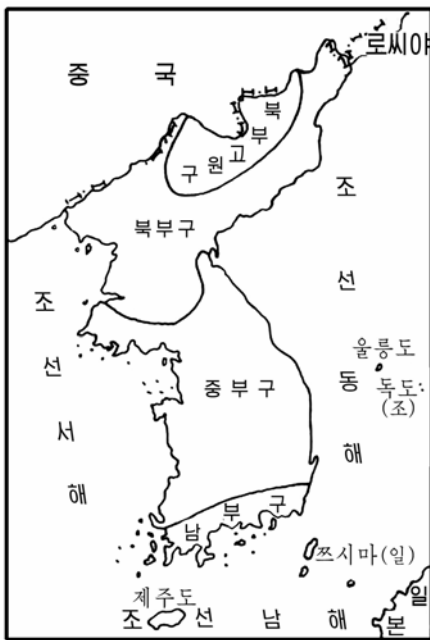 중국
로씨야
북부고원구
북부구
조선동해
조선서해
울릉도
독도
(조)
중부구
남부구
쯔시마(일)
제주도
조선남해
일본